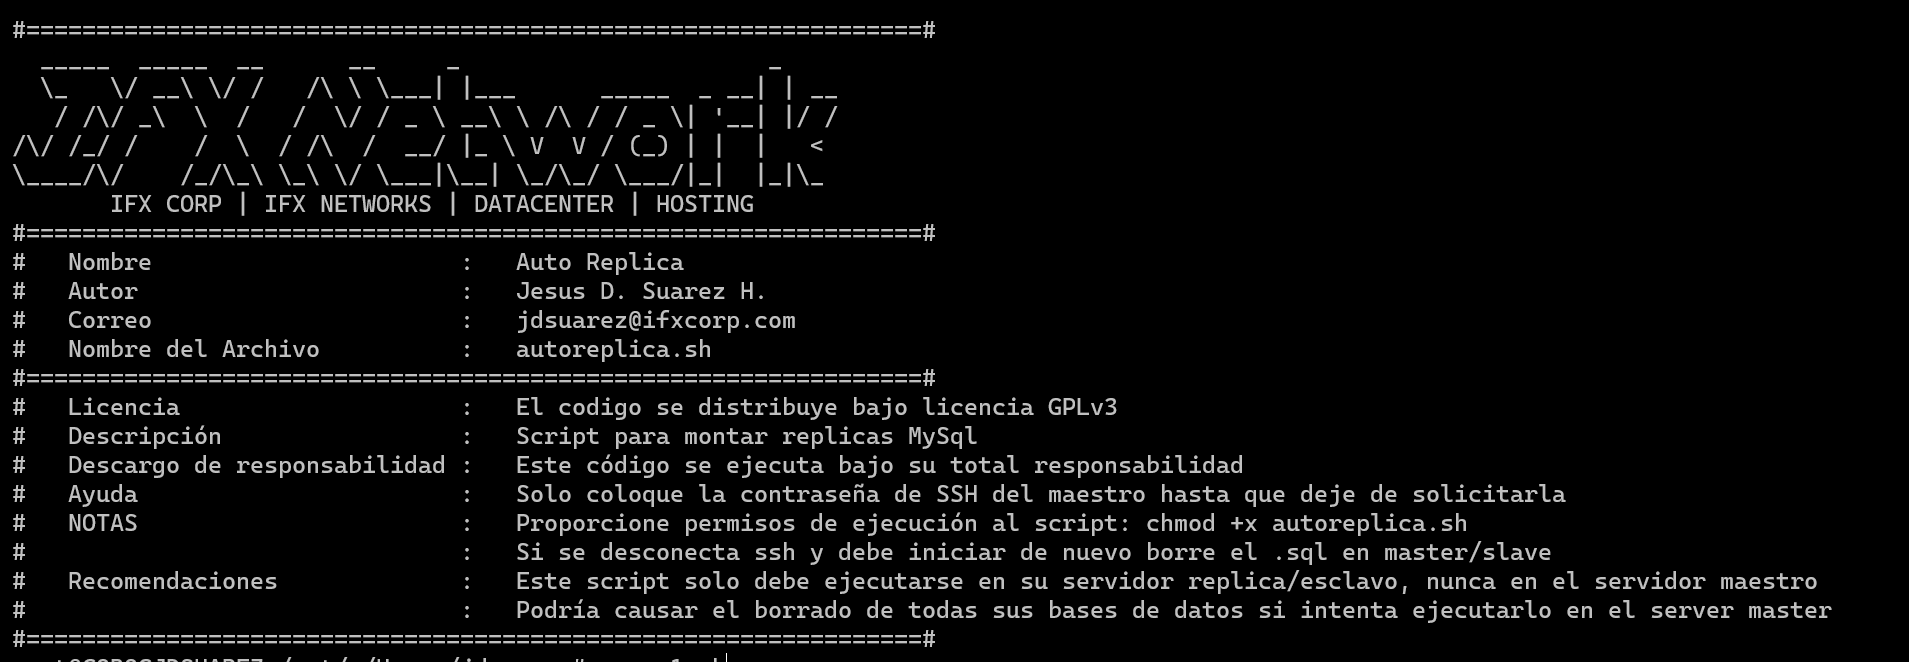 #================================================================#
IFX Network
IFX CORP | IFX NETWORKS | DATACENTER | HOSTING
#================================================================#
#   Nombre                      :   Auto Replica
#   Autor                       :   Jesus D. Suarez H.
#   Correo                      :   jdsuarez@ifxcorp.com
#   Nombre del Archivo          :   autoreplica.sh
#================================================================#
#   Licencia                    :   El codigo se distribuye bajo licencia GPLv3
#   Descripción                 :   Script para montar replicas MySql
#   Descargo de responsabilidad :   Este código se ejecuta bajo su total responsabilidad
#   Ayuda                       :   Solo coloque la contraseña de SSH del maestro hasta que deje de solicitarla
#   NOTAS                       :   Proporcione permisos de ejecución al script: chmod +x autoreplica.sh
#                               :   Si se desconecta ssh y debe iniciar de nuevo borre el .sql en master/slave
#   Recomendaciones             :   Este script solo debe ejecutarse en su servidor replica/esclavo, nunca en el servidor maestro
#                               :   Podría causar el borrado de todas sus bases de datos si intenta ejecutarlo en el server master
#================================================================#